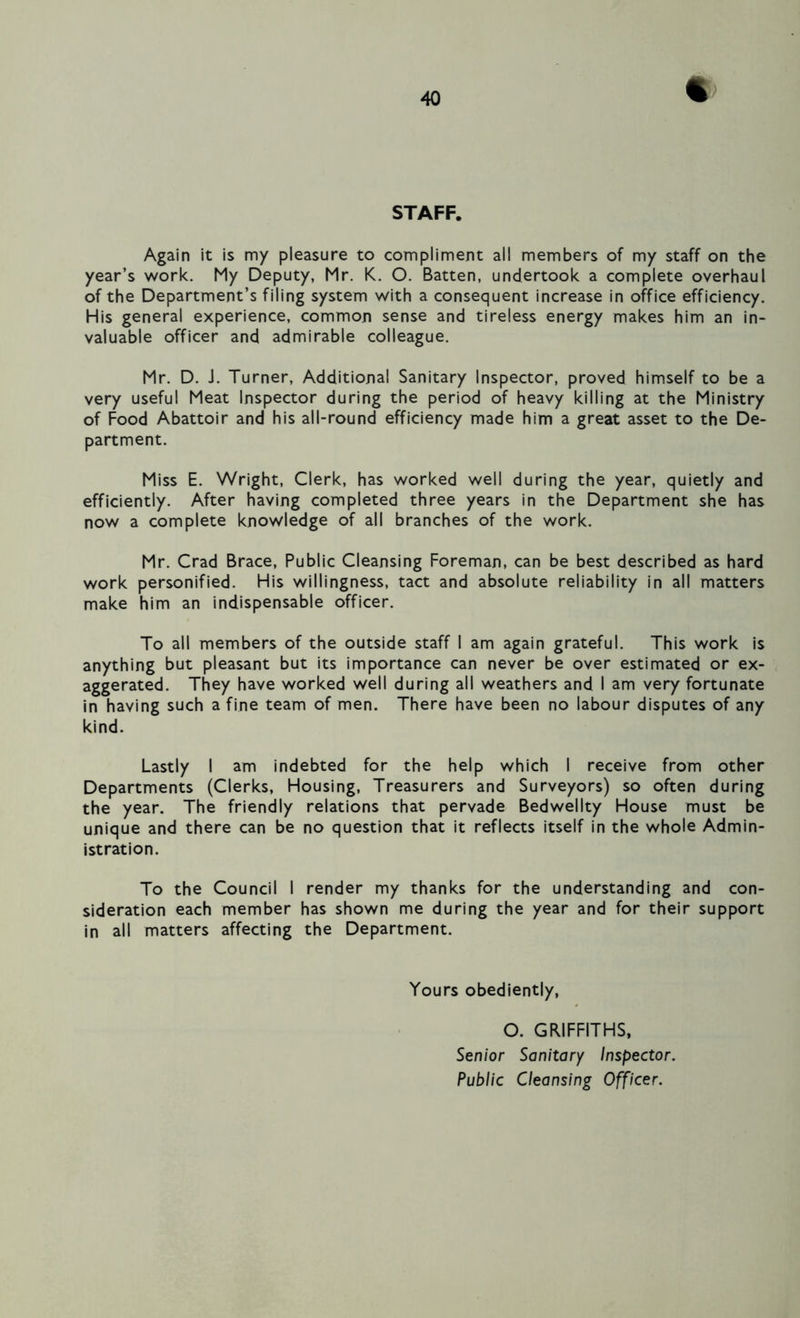 40
STAFF.
Again it is my pleasure to compliment all members of my staff on the
year's work. My Deputy, Mr. K. O. Batten, undertook a complete overhaul
of the Department's filing system with a consequent increase in office efficiency.
His general experience, common sense and tireless energy makes him an in-
valuable officer and admirable colleague.
Mr. D. J. Turner, Additional Sanitary Inspector, proved himself to be a
very useful Meat Inspector during the period of heavy killing at the Ministry
of Food Abattoir and his all-round efficiency made him a great asset to the De-
partment.
Miss E. Wright, Clerk, has worked well during the year, quietly and
efficiently. After having completed three years in the Department she has
now a complete knowledge of all branches of the work.
Mr. Crad Brace, Public Cleansing Foreman, can be best described as hard
work personified. His willingness, tact and absolute reliability in all matters
make him an indispensable officer.
To all members of the outside staff I am again grateful. This work is
anything but pleasant but its importance can never be over estimated or ex-
aggerated. They have worked well during all weathers and I am very fortunate
in having such a fine team of men. There have been no labour disputes of any
kind.
Lastly I am indebted for the help which I receive from other
Departments (Clerks, Housing, Treasurers and Surveyors) so often during
the year. The friendly relations that pervade Bedwellty House must be
unique and there can be no question that it reflects itself in the whole Admin-
istration.
To the Council I render my thanks for the understanding and con-
sideration each member has shown me during the year and for their support
in all matters affecting the Department.
Yours obediently,
O. GRIFFITHS,
Senior Sanitary Inspector.
Public Cleansing Officer.